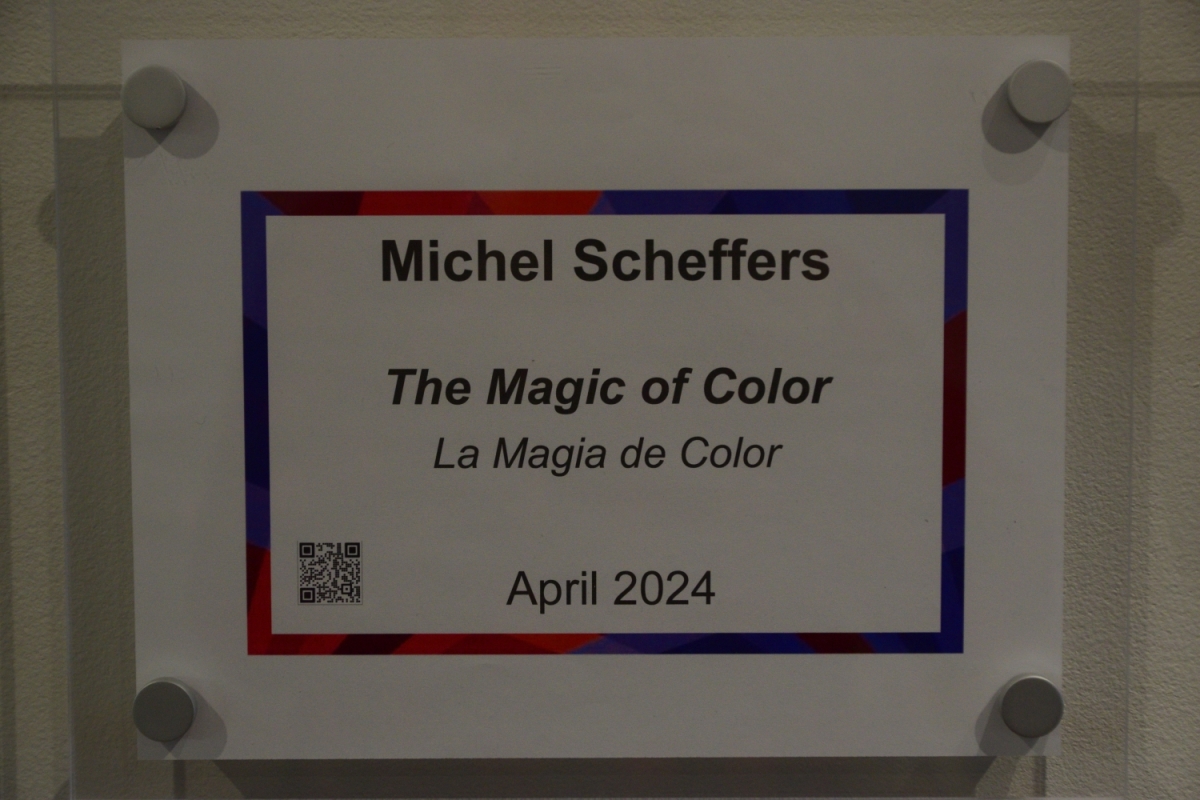 Michel Scheffers
The Magic of Color
La Magia de Color
April 2024